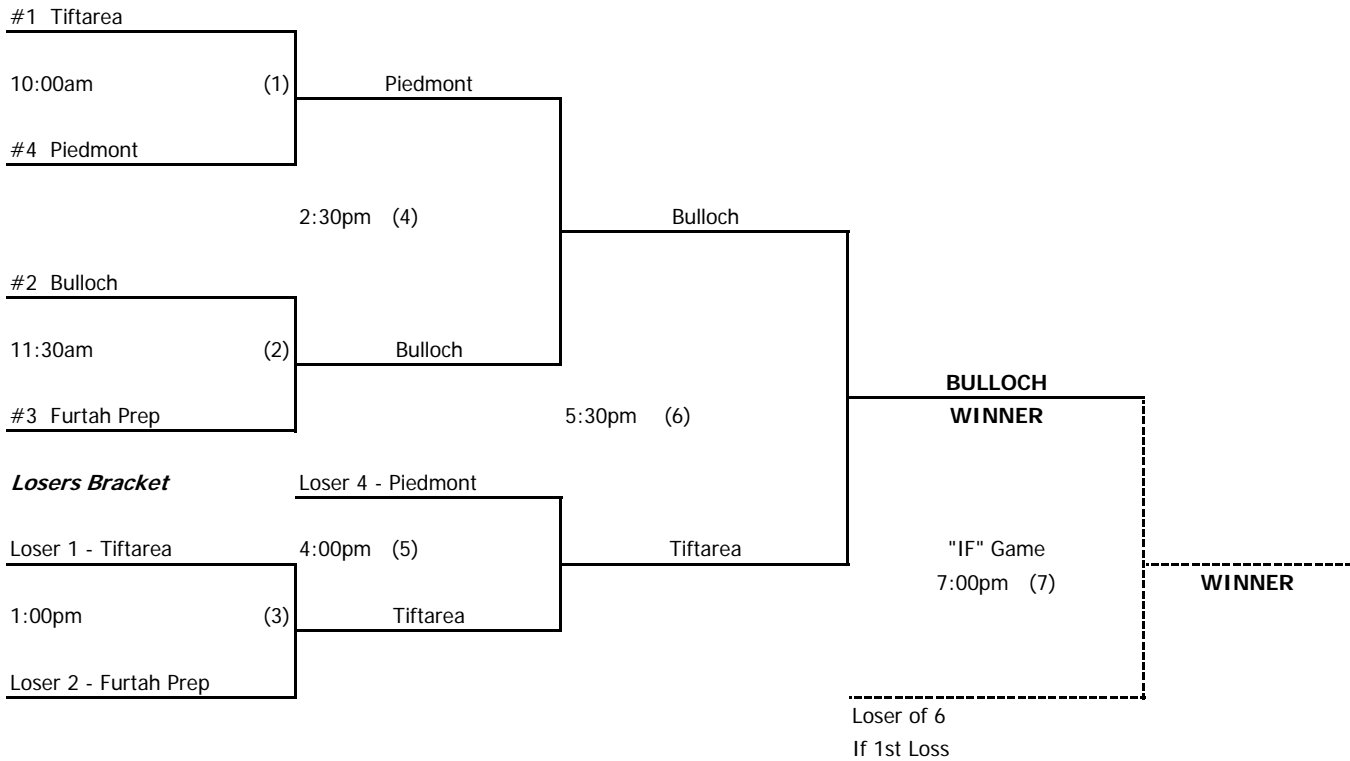 #1 Tiftarea
10:00am (1) Piedmont
#4 Piedmont
2:30pm (4) Bulloch
#2 Bulloch
11:30am (2) Bulloch
BULLOCH
#3 Furtah Prep 5:30pm (6) WINNER
Losers Bracket Loser 4 - Piedmont
Loser 1 - Tiftarea 4:00pm (5) Tiftarea "IF" Game
7:00pm (7) WINNER
1:00pm (3) Tiftarea
Loser 2 - Furtah Prep
Loser of 6
If 1st Loss